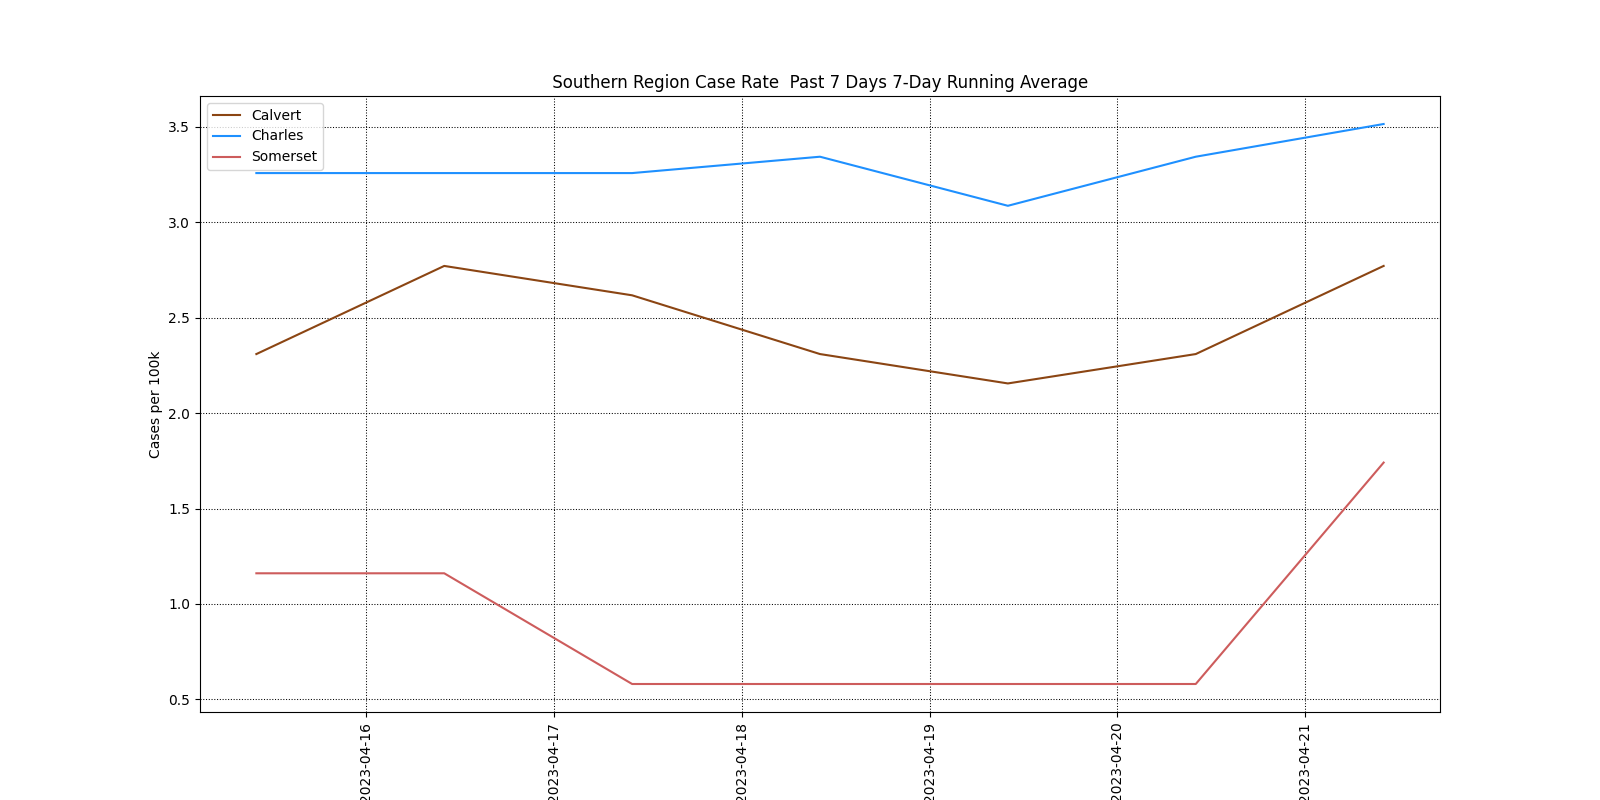 Southern Region Case Rate  Past 7 Days 7-Day Running Average
Calvert
Charles
Somerset
3.5
3.0
2.5
2.0
1.5
1.0
0.5
Cases per 100k
2023-04-16
2023-04-17
2023-04-18
2023-04-19
2023-04-20
2023-04-21